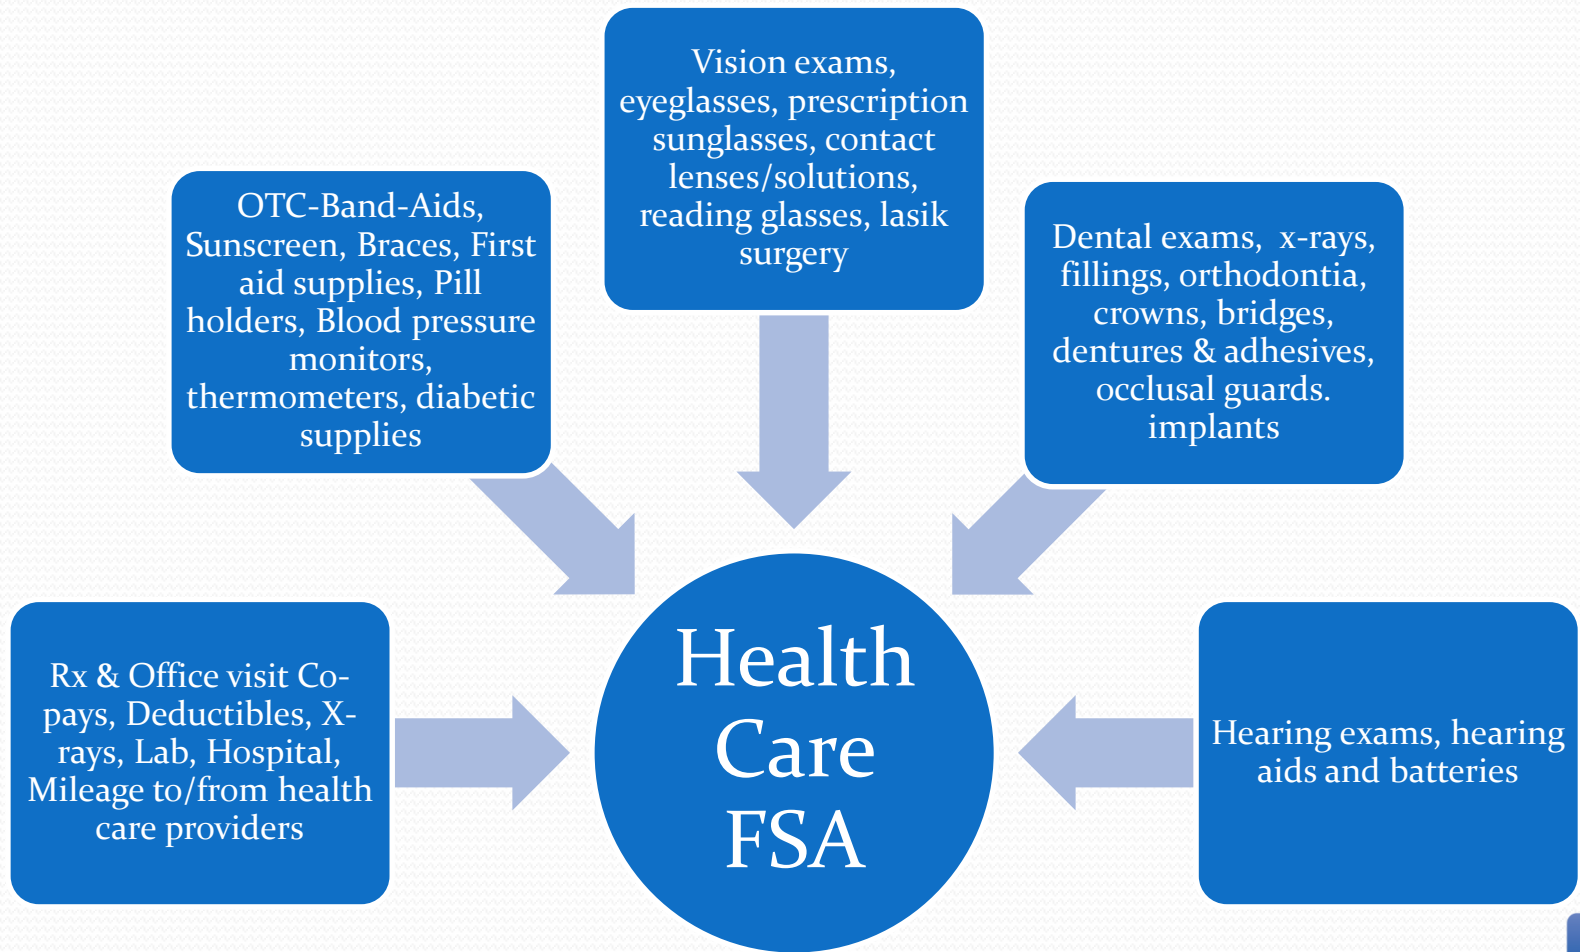 Vision exams,
eyeglasses, prescription
sunglasses, contact
lenses/solutions,
reading glasses, lasik
surgery
OTC-Band-Aids,
Sunscreen, Braces, First
aid supplies, Pill
holders, Blood pressure
monitors,
thermometers, diabetic
supplies
Dental exams,  x-rays,
fillings, orthodontia,
crowns, bridges,
dentures & adhesives,
occlusal guards.
implants
Rx & Office visit Co-
pays, Deductibles, X-
rays, Lab, Hospital,
Mileage to/from health
care providers
Health
Care
FSA
Hearing exams, hearing
aids and batteries